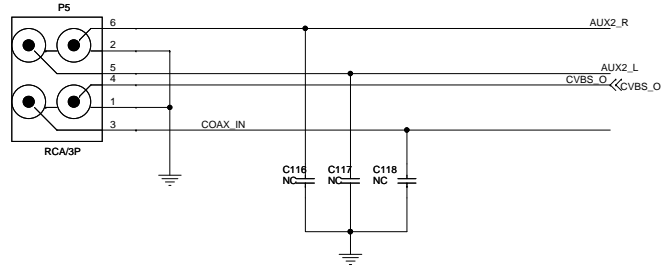 P5
6
AUX2_R
2
5
AUX2_L
4
CVBS_O
CVBS_O
1
3
COAX_IN
RCA/3P
C116
NC
C117
NC
C118
NC